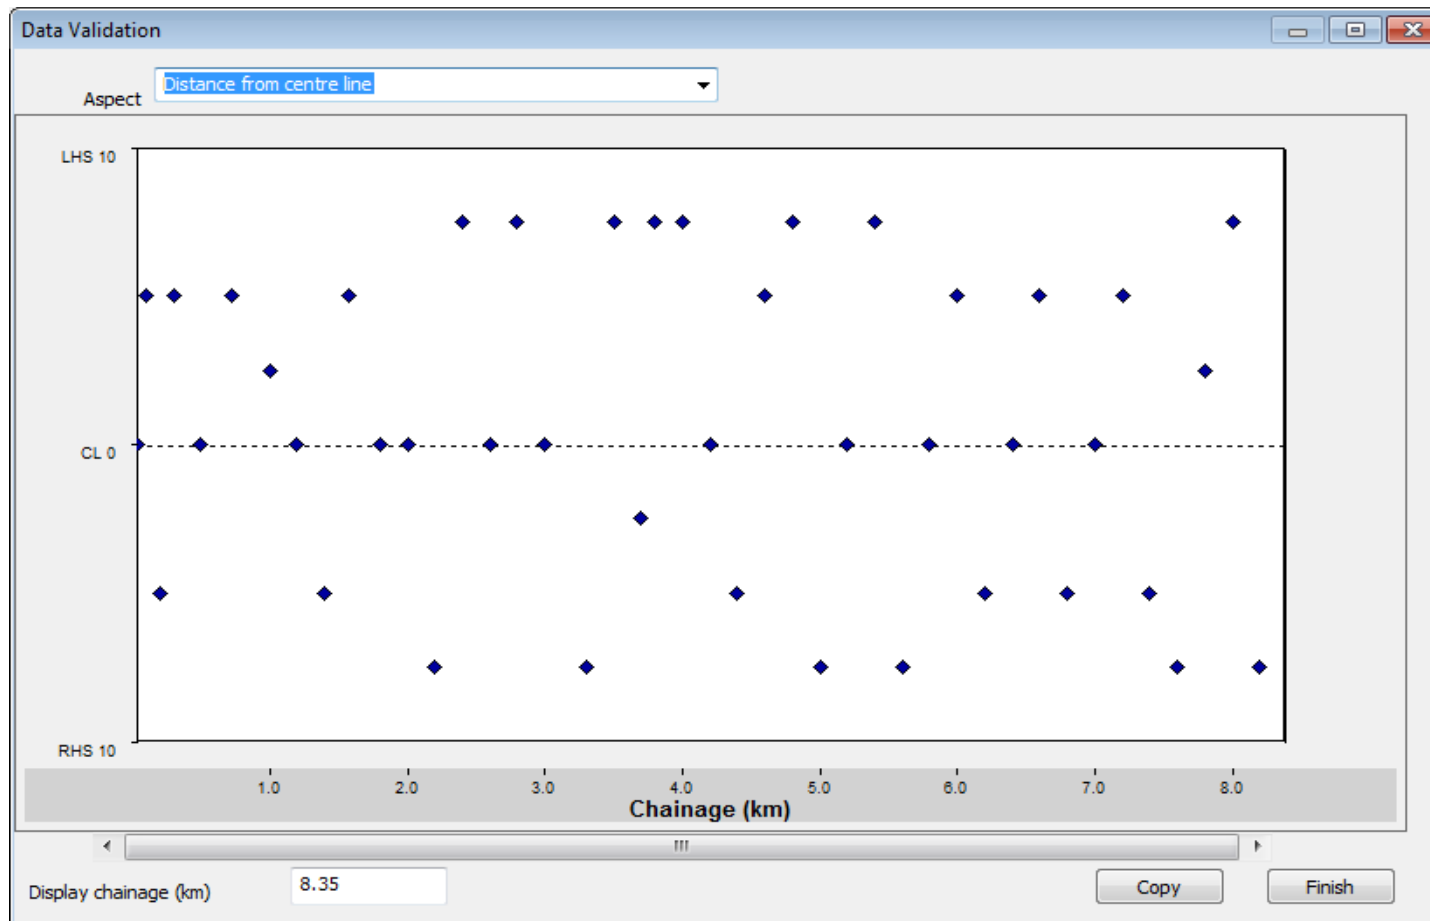 Data Validation
Aspect
Distance from centre line
LHS 10
CL 0
RHS 10
1.0 2.0 3.0 4.0 5.0 6.0 7.0 8.0
Chainage (km)
Display chainage (km) 8.35 Copy Finish